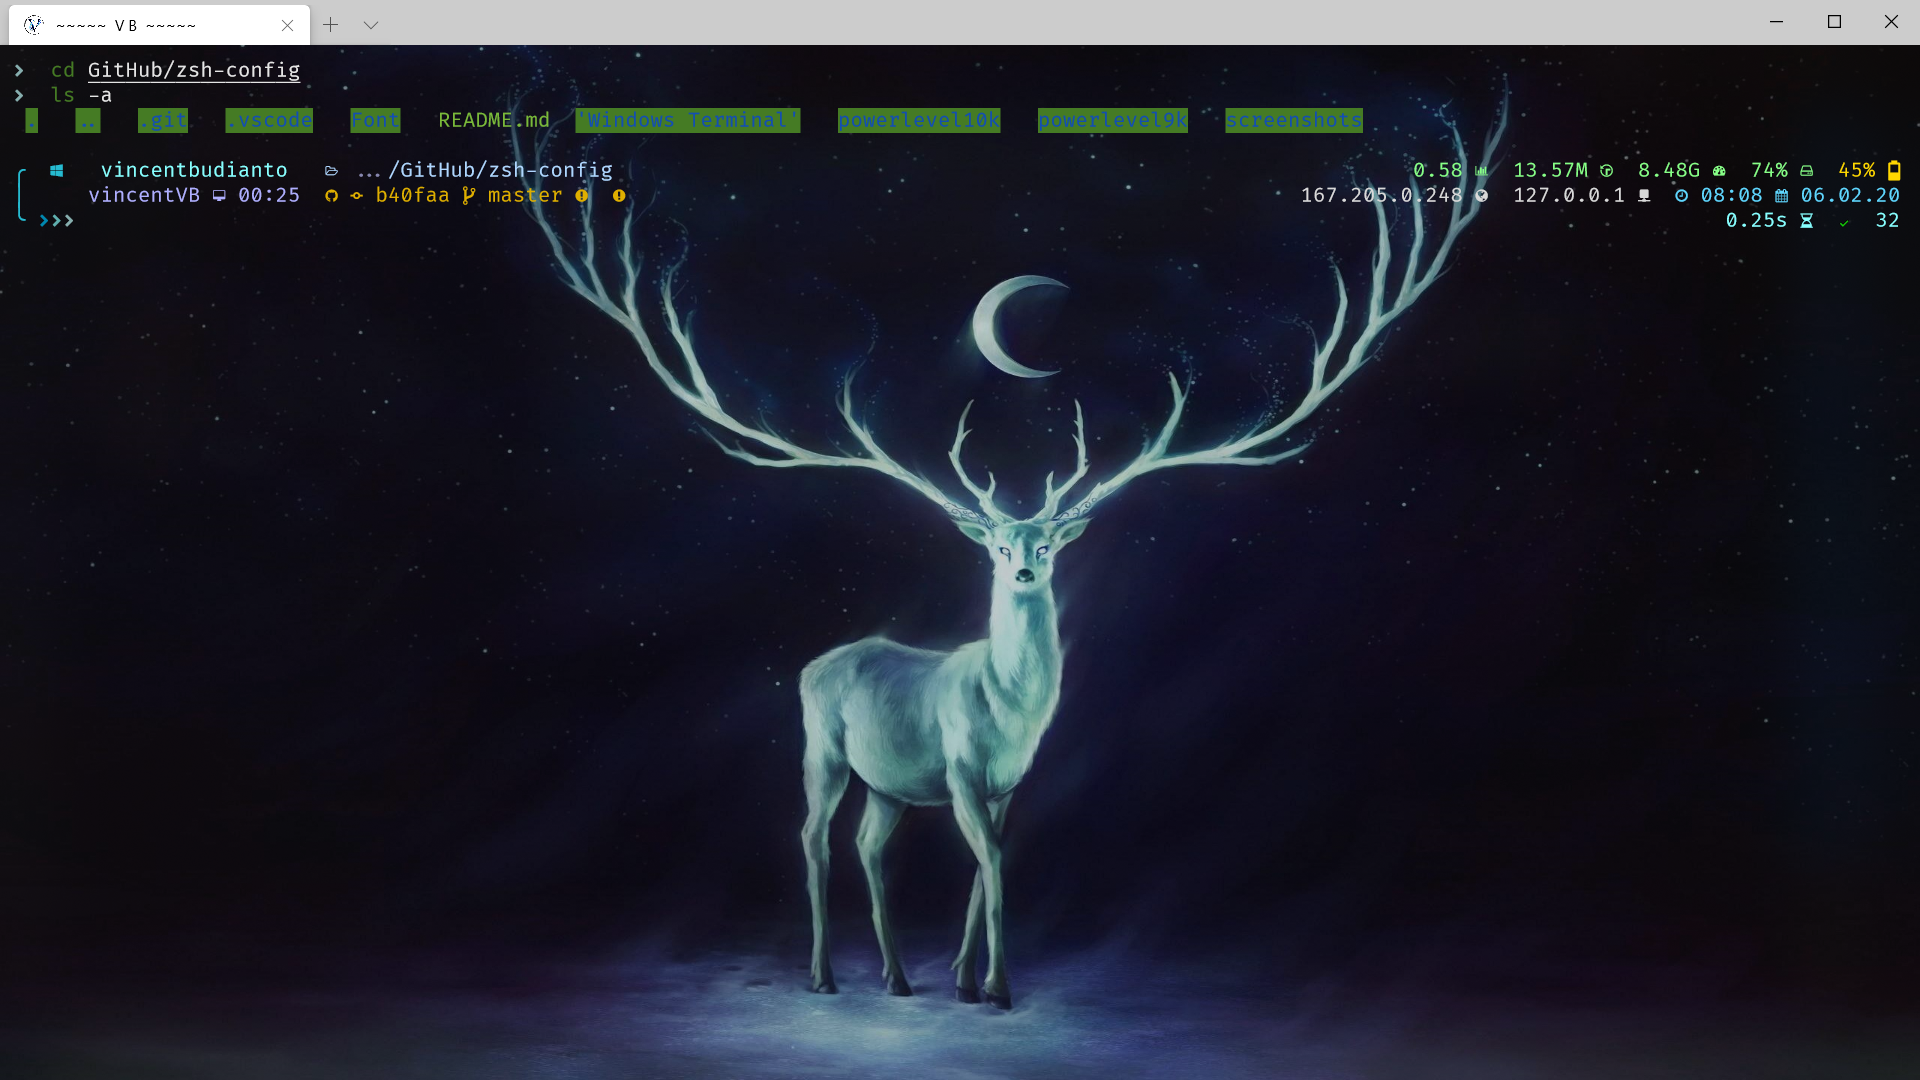 ~~~~~ V B ~~~~~
cd GitHub/zsh-config
ls -a
. .. .git .vscode Font README.md 'Windows Terminal' powerlevel10k powerlevel9k screenshots
vincentbudianto .../GitHub/zsh-config 0.58 13.57M 8.48G 74% 45%
vincentVB 00:25 b40faa master 167.205.0.248 127.0.0.1 08:08 06.02.20
0.25s 32